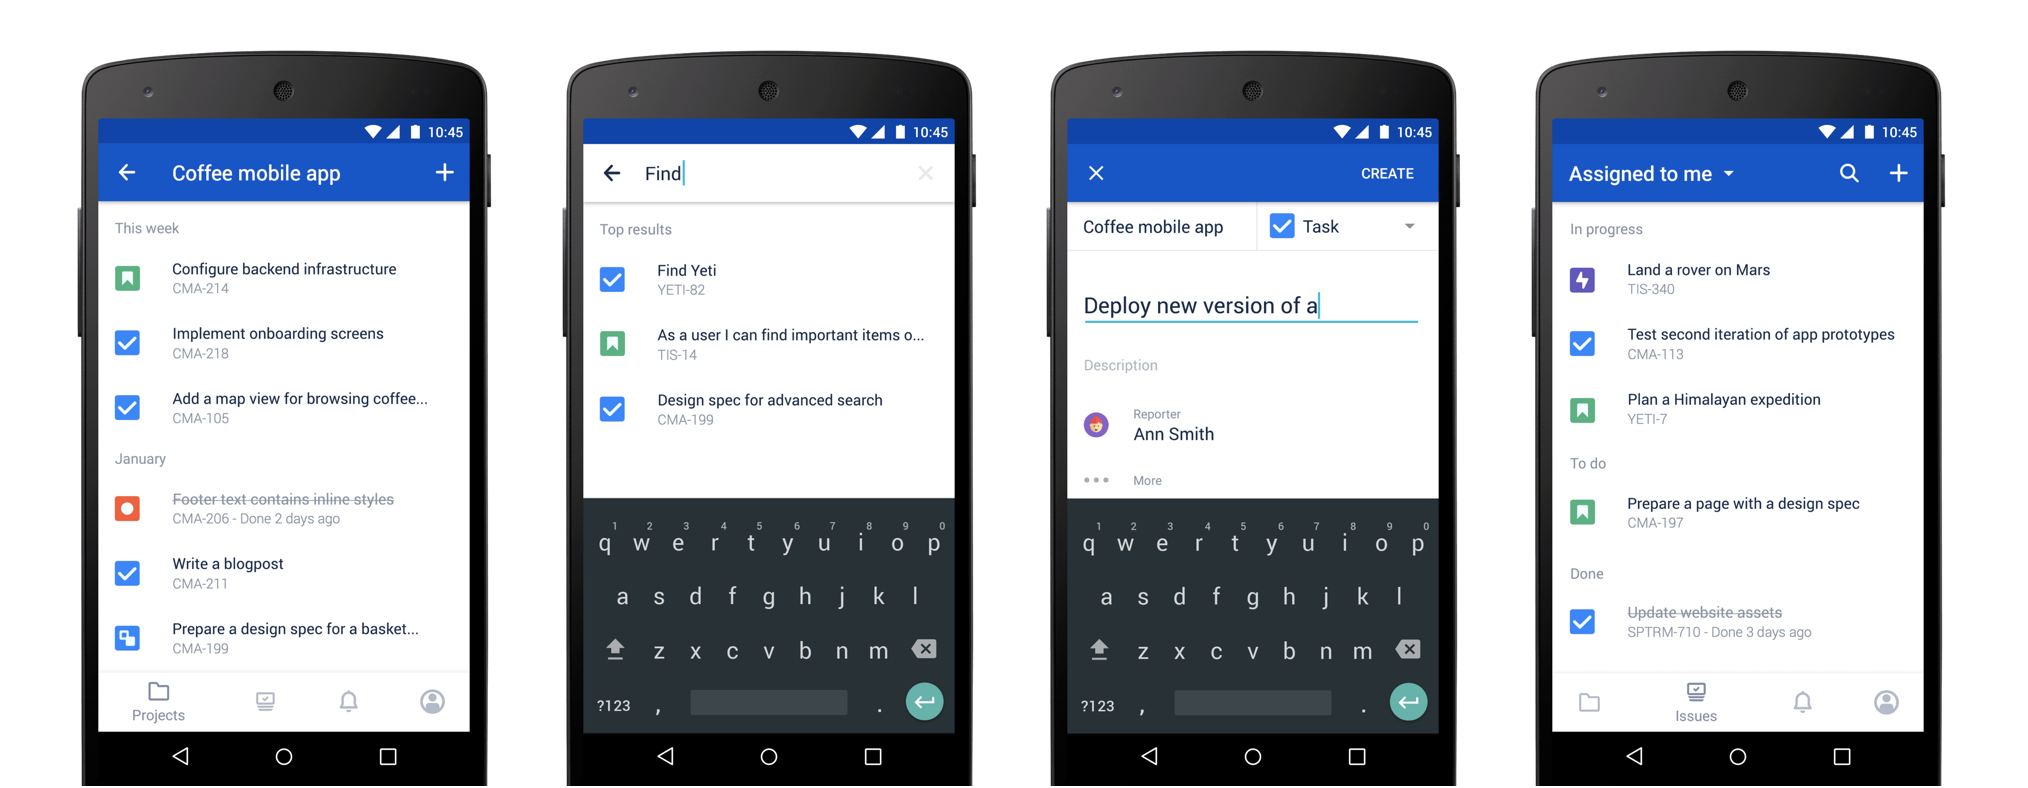 10:45
Coffee mobile app
This week
Configure backend infrastructure
CMA-214
Implement onboarding screens
CMA-218
Add a map view for browsing coffee...
CMA-105
January
Footer text contains inline styles
CMA-206 - Done 2 days ago
Write a blogpost
CMA-211
Prepare a design spec for a basket...
CMA-199
Projects
10:45
Find
Top results
Find Yeti
YETI-82
As a user I can find important items o...
TIS-14
Design spec for advanced search
CMA-199
1 2 3 4 5 6 7 8 9 0
q w e r t y u i o p
a s d f g h j k l
z x c v b n m
?123 , .
10:45
CREATE
Coffee mobile app Task
Deploy new version of a
Description
Reporter
Ann Smith
More
1 2 3 4 5 6 7 8 9 0
q w e r t y u i o p
a s d f g h j k l
z x c v b n m
?123 , .
10:45
Assigned to me
In progress
Land a rover on Mars
TIS-340
Test second iteration of app prototypes
CMA-113
Plan a Himalayan expedition
YETI-7
To do
Prepare a page with a design spec
CMA-197
Done
Update website assets
SPTRM-710 - Done 3 days ago
Issues